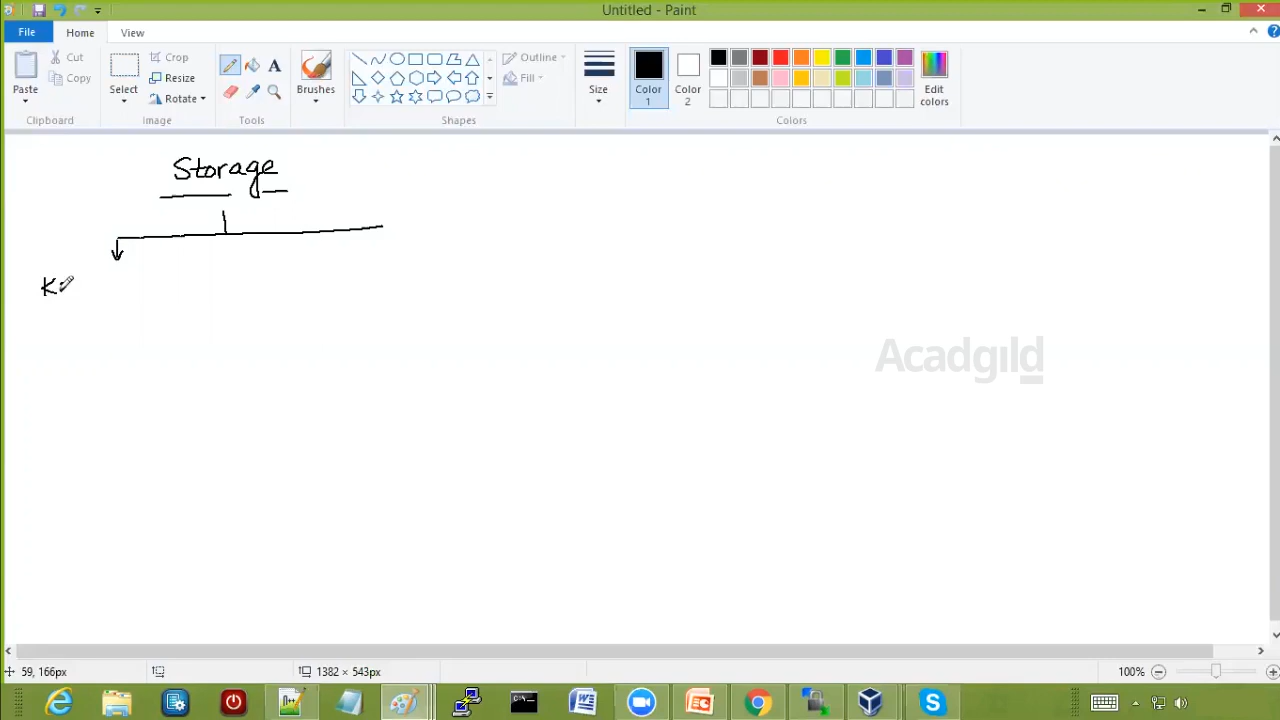 Untitled - Paint
File
Home
View
Paste
Cut
Copy
Clipboard
Select
Crop
Resize
Rotate
Image
A
Tools
Brushes
Outline
Fill
Shapes
Size
Color 1
Color 2
Edit colors
Colors
Storage
K
Acadgild
59, 166px
1382 × 543px
100%